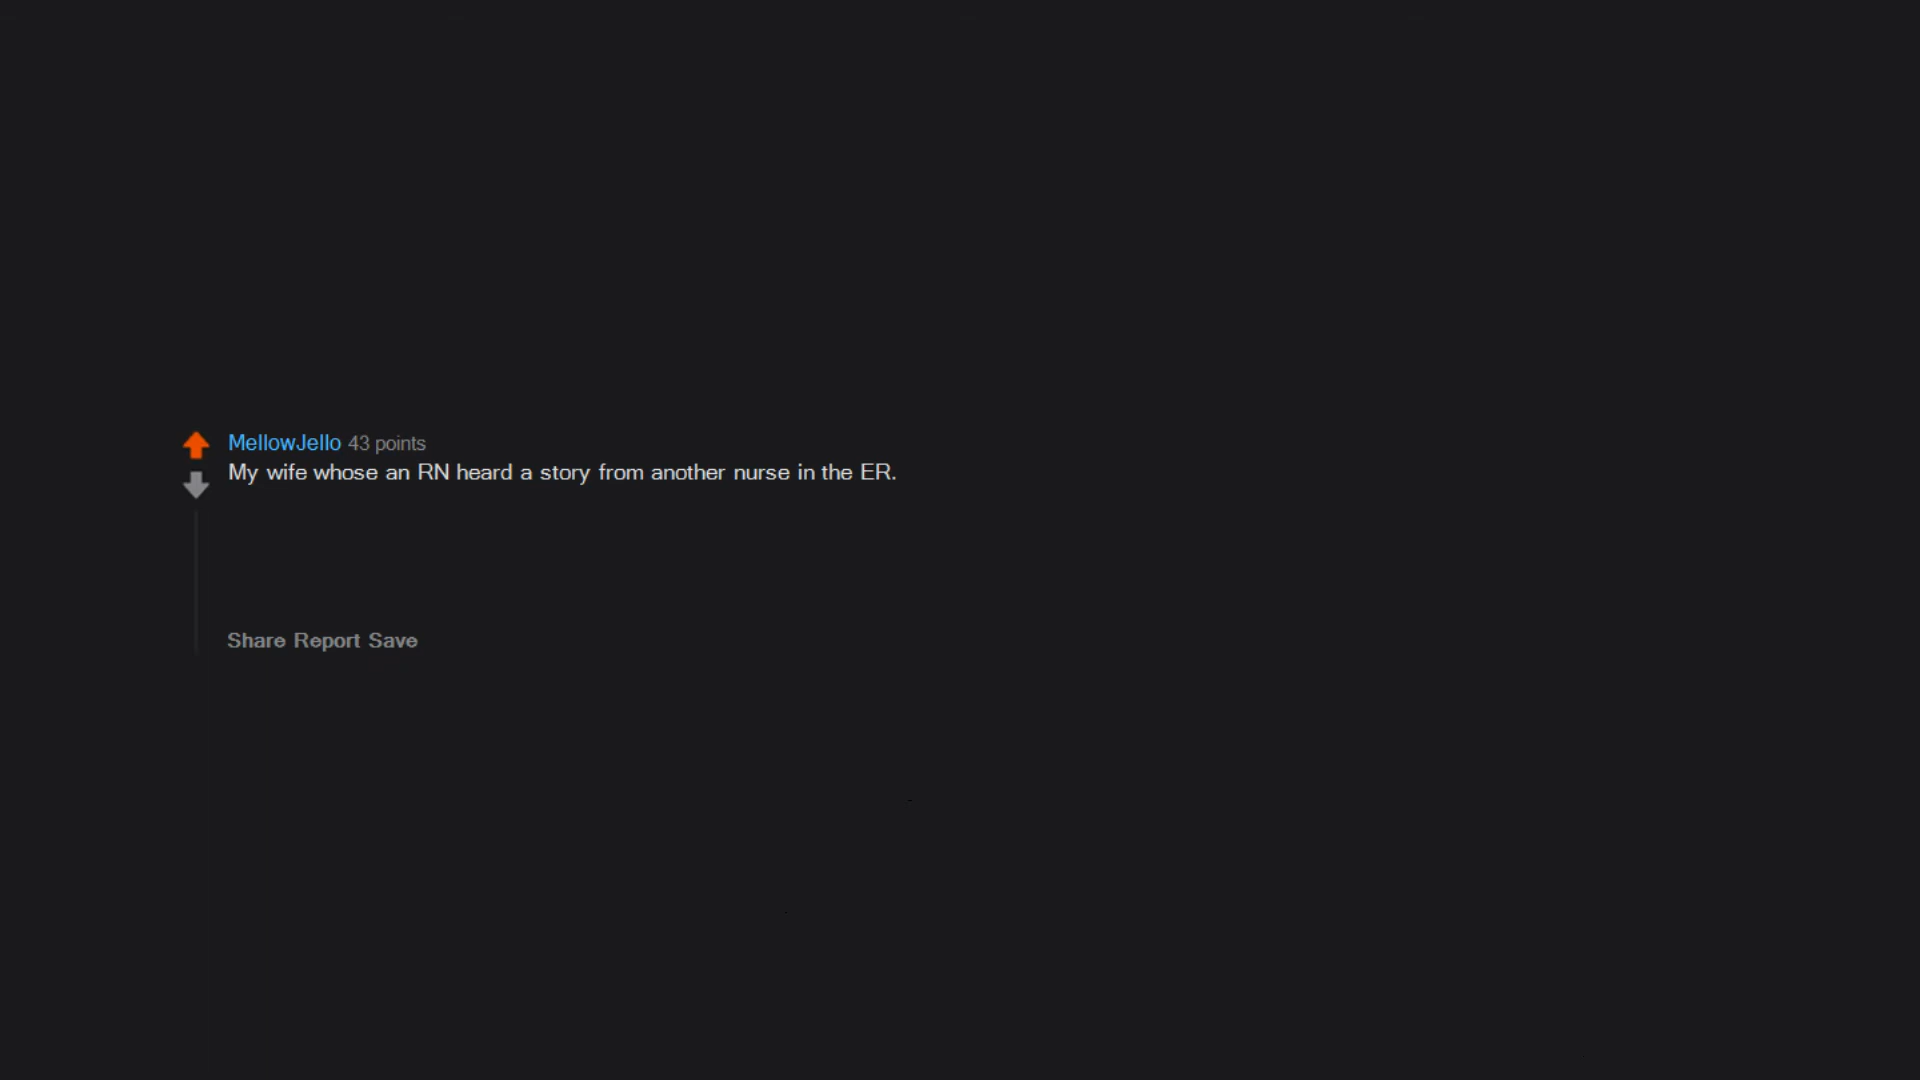 MellowJello 43 points
My wife whose an RN heard a story from another nurse in the ER.
Share Report Save